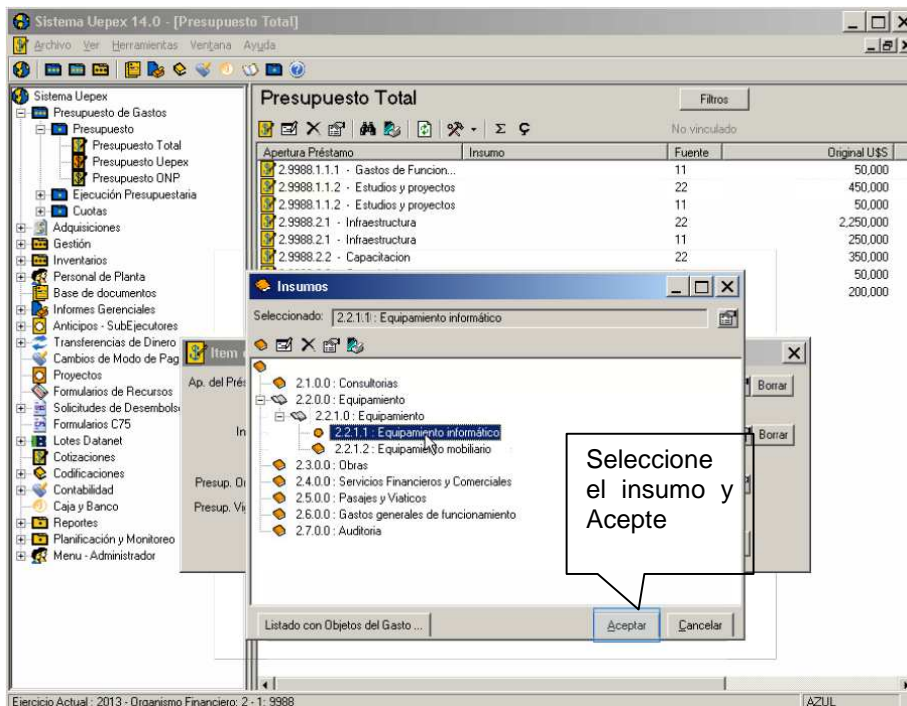 Sistema Uepex 14.0 - [Presupuesto Total]
Archivo Ver Herramientas Ventana Ayuda
Sistema Uepex
Presupuesto de Gastos
Presupuesto
Presupuesto Total
Presupuesto Uepex
Presupuesto ONP
Ejecución Presupuestaria
Cuotas
Adquisiciones
Gestión
Inventarios
Personal de Planta
Base de documentos
Informes Gerenciales
Anticipos - SubEjecutores
Transferencias de Dinero
Cambios de Modo de Pag
Proyectos
Formularios de Recursos
Solicitudes de Desembols
Formularios C75
Lotes Datanet
Cotizaciones
Codificaciones
Contabilidad
Caja y Banco
Reportes
Planificación y Monitoreo
Menu - Administrador
Presupuesto Total
Filtros
No vinculado
Apertura Préstamo Insumo Fuente Original U$S
2.9988.1.1.1 - Gastos de Funcion... 11 50,000
2.9988.1.1.2 - Estudios y proyectos 22 450,000
2.9988.1.1.2 - Estudios y proyectos 11 50,000
2.9988.2.1 - Infraestructura 22 2,250,000
2.9988.2.1 - Infraestructura 11 250,000
2.9988.2.2 - Capacitacion 22 350,000
50,000
200,000
Item
Ap. del Prés
In
Presup. O
Presup. Vi
Borrar
Borrar
Insumos
Seleccionado: 2.2.1.1 : Equipamiento informático
2.1.0.0 : Consultorias
2.2.0.0 : Equipamiento
2.2.1.0 : Equipamiento
2.2.1.1 : Equipamiento informático
2.2.1.2 : Equipamiento mobiliario
2.3.0.0 : Obras
2.4.0.0 : Servicios Financieros y Comerciales
2.5.0.0 : Pasajes y Viaticos
2.6.0.0 : Gastos generales de funcionamiento
2.7.0.0 : Auditoria
Listado con Objetos del Gasto ... Aceptar Cancelar
Seleccione
el insumo y
Acepte
Ejercicio Actual : 2013 - Organismo Financiero: 2 - 1: 9988 AZUL